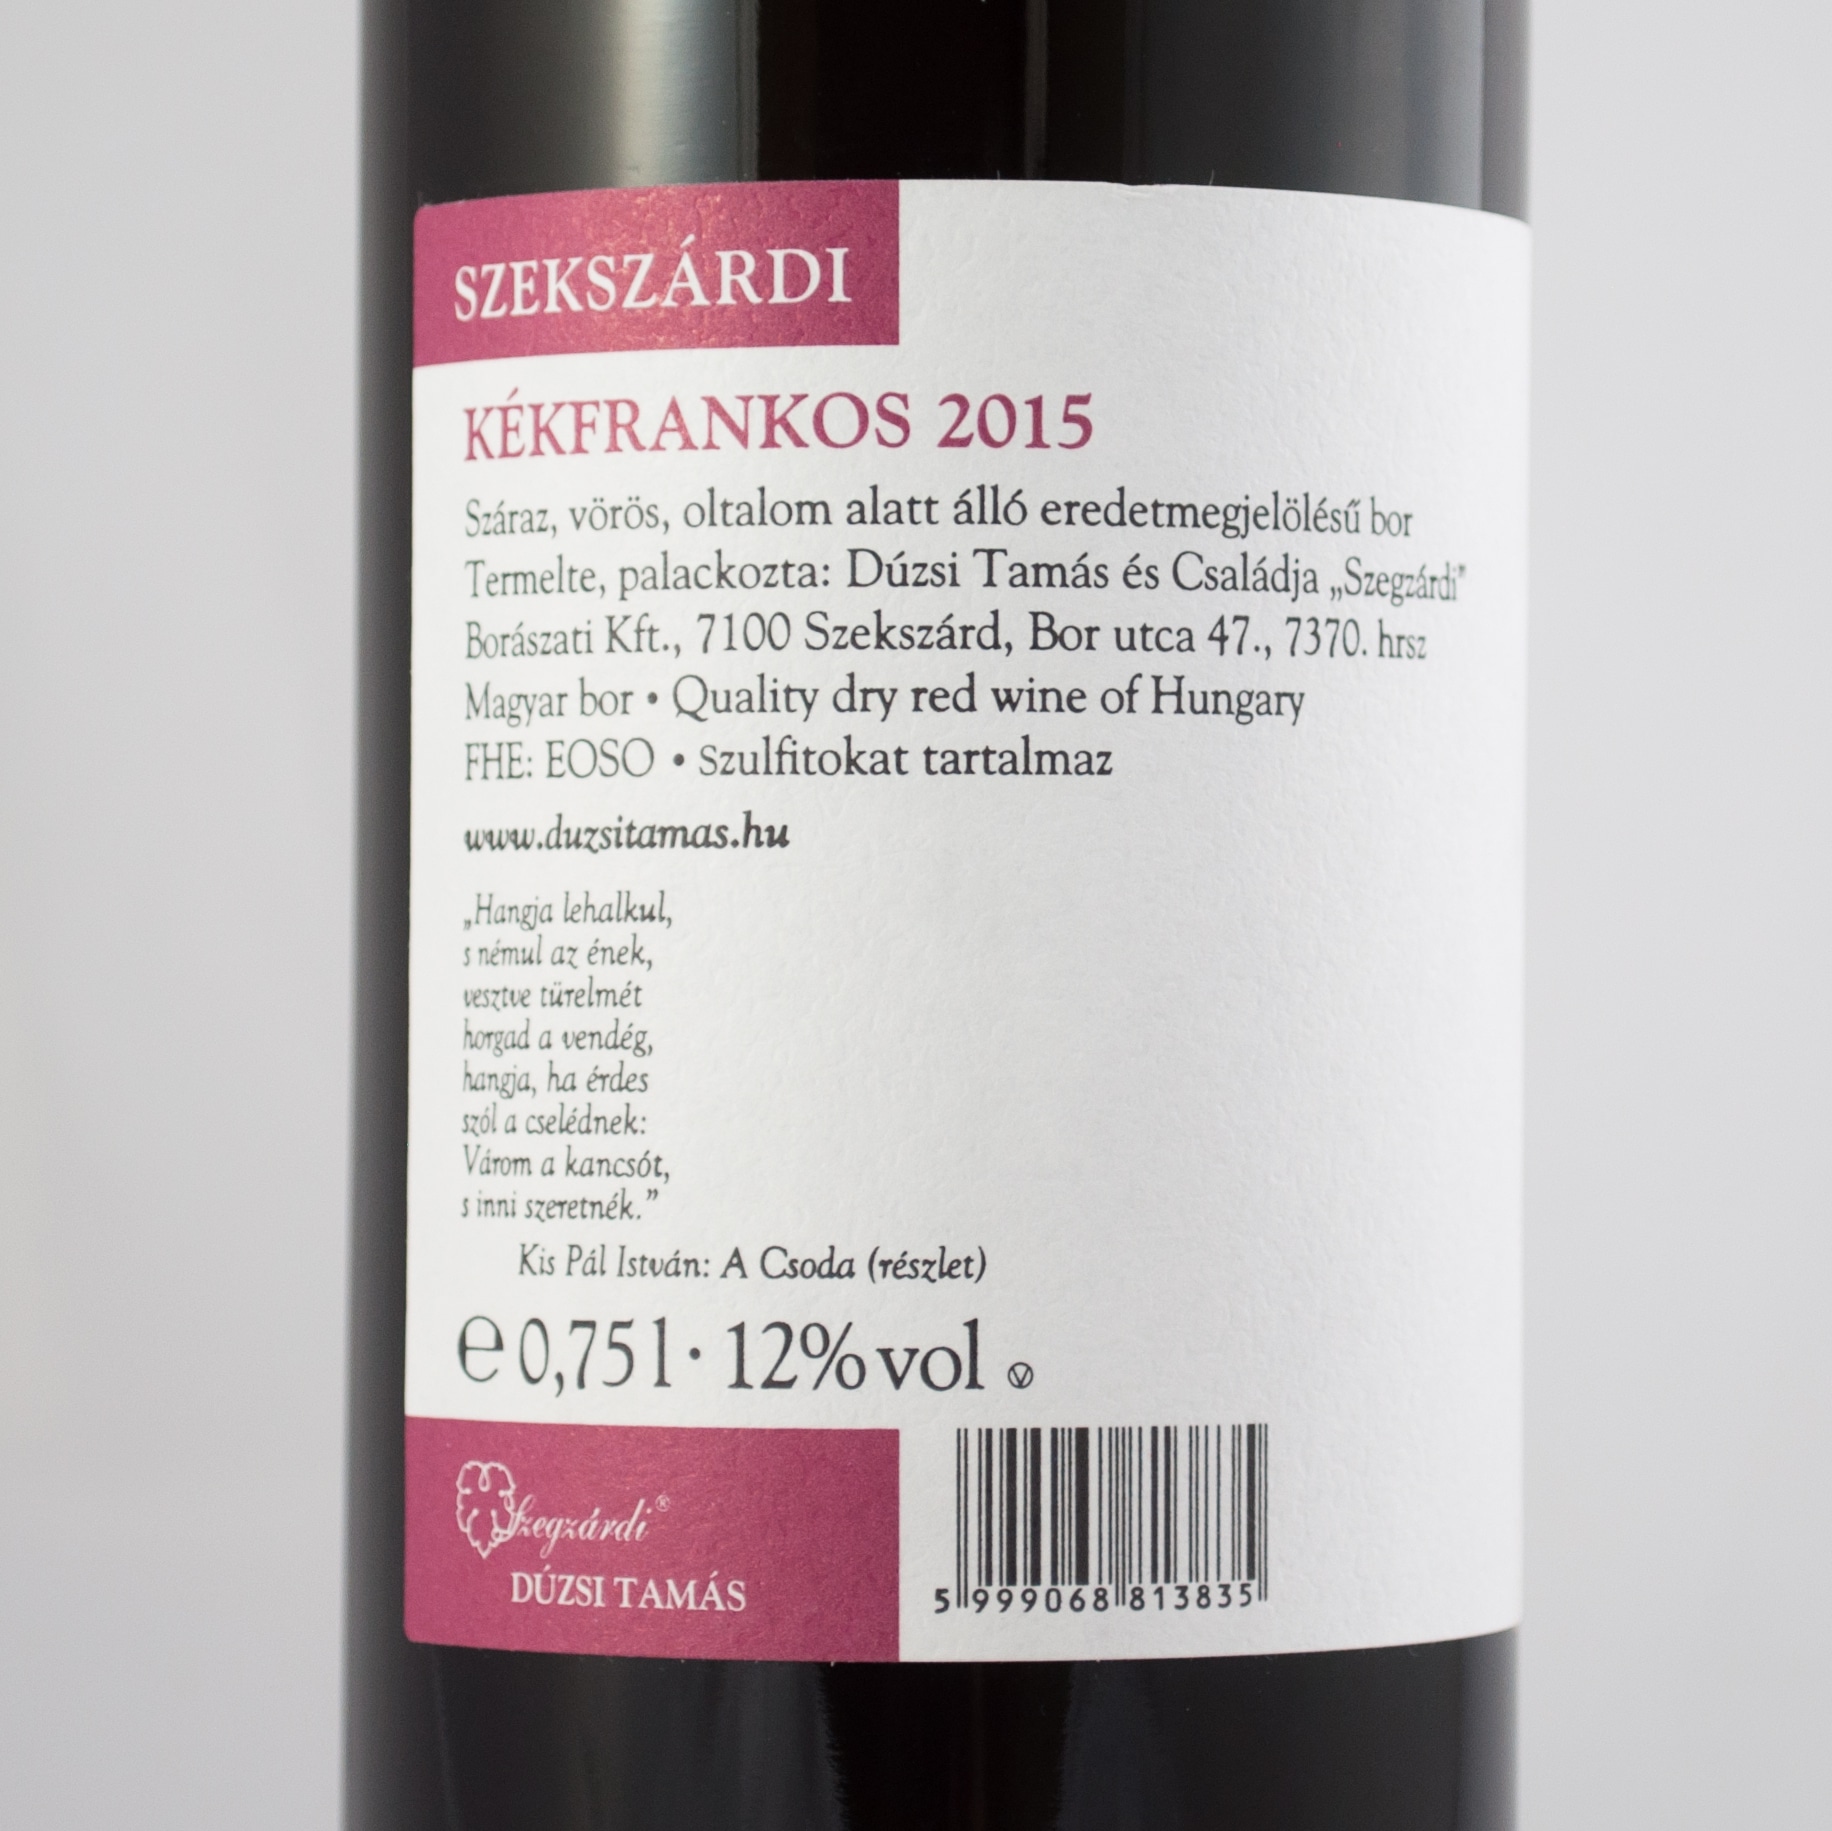 SZEKSZÁRDI
KÉKFRANKOS 2015
Száraz, vörös, oltalom alatt álló eredetmegjelölésű bor
Termelte, palackozta: Dúzsi Tamás és Családja „Szegzárdi”
Borászati Kft., 7100 Szekszárd, Bor utca 47., 7370. hrsz
Magyar bor • Quality dry red wine of Hungary
FHE: EOSO • Szulfitokat tartalmaz
www.duzsitamas.hu
„Hangja lehalkul,
s némul az ének,
vesztve türelmét
horgad a vendég,
hangja, ha érdes
szól a cselédnek:
Várom a kancsót,
s inni szeretnék.”
Kis Pál István: A Csoda (részlet)
e 0,75 l · 12% vol Ⓥ
Szegzárdi®
DÚZSI TAMÁS
5 999068 813835